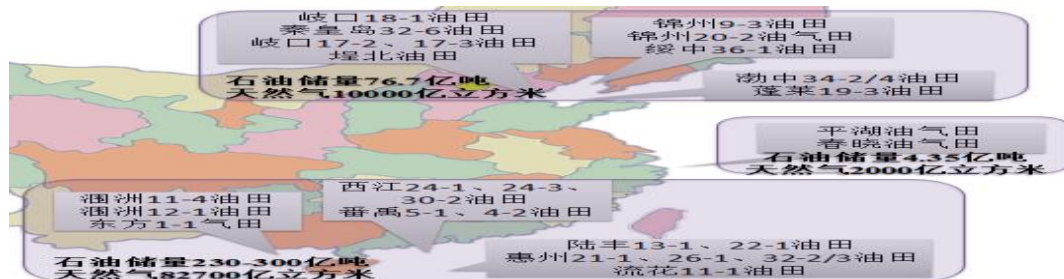 岐口18-1油田
秦皇岛32-6油田
岐口17-2、17-3油田
埕北油田
锦州9-3油田
锦州20-2油气田
绥中36-1油田
石油储量76.7亿吨
天然气10000亿立方米
渤中34-2/4油田
蓬莱19-3油田
平湖油气田
春晓油气田
石油储量4.35亿吨
天然气2000亿立方米
涠洲11-4油田
涠洲12-1油田
东方1-1气田
西江24-1、24-3、
30-2油田
番禺5-1、4-2油田
陆丰13-1、22-1油田
惠州21-1、26-1、32-2/3油田
流花11-1油田
石油储量230-300亿吨
天然气82700亿立方米